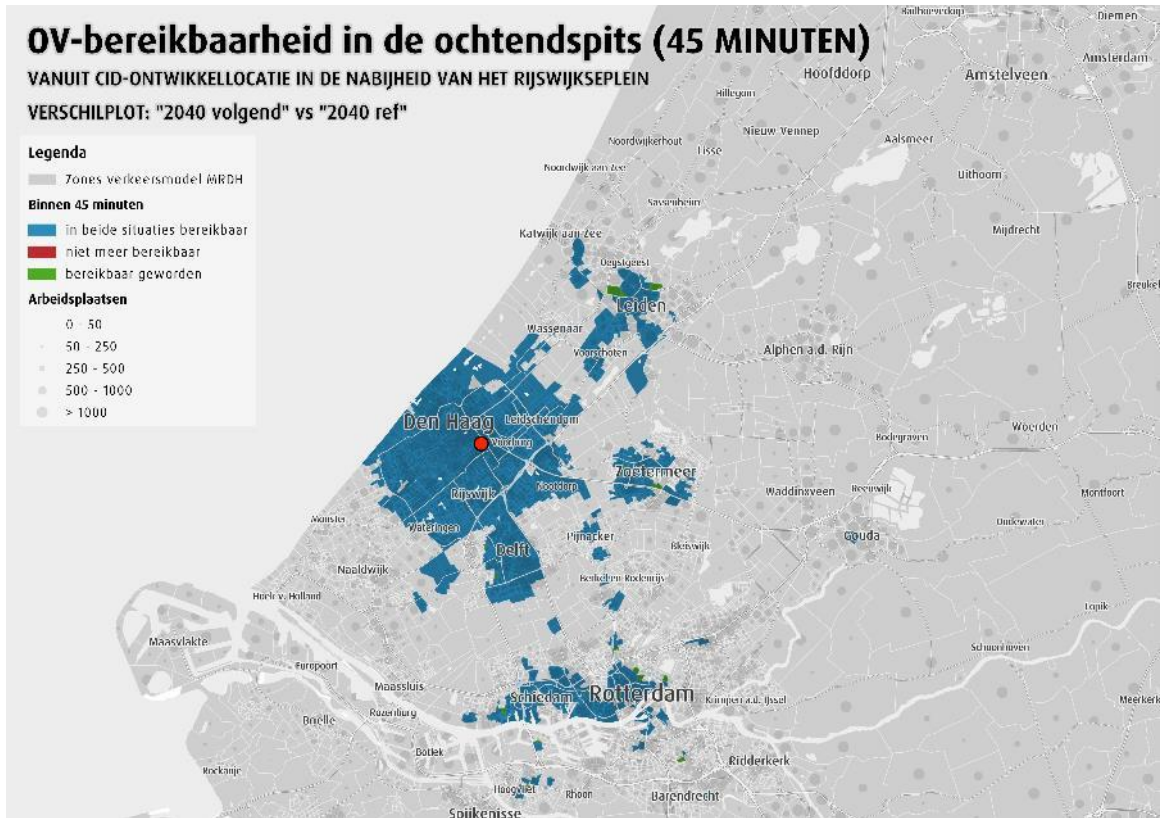 OV-bereikbaarheid in de ochtendspits (45 MINUTEN)
VANUIT CID-ONTWIKKELLOCATIE IN DE NABIJHEID VAN HET RIJSWIJKSEPLEIN
VERSCHILPLOT: "2040 volgend" vs "2040 ref"
Legenda
Zones verkeersmodel MRDH
Binnen 45 minuten
in beide situaties bereikbaar
niet meer bereikbaar
bereikbaar geworden
Arbeidsplaatsen
0 - 50
50 - 250
250 - 500
500 - 1000
> 1000
Badhoevedorp
Diemen
Amsterdam
Hoofddorp
Amstelveen
Hillegom
Nieuw Vennep
Aalsmeer
Noordwijkerhout
Lisse
Noordwijk aan Zee
Uithoorn
Sassenheim
Mijdrecht
Katwijk aan Zee
Oegstgeest
Breukel
Leiden
Wassenaar
Voorschoten
Alphen a.d. Rijn
Den Haag
Leidschendam
Voorburg
Woerden
Bodegraven
Zoetermeer
Rijswijk
Nootdorp
Waddinxveen
Reeuwijk
Montfoort
Monster
Wateringen
Pijnacker
Gouda
Oudewater
Delft
Bleiswijk
Naaldwijk
Berkel en Rodenrijs
Hoek v. Holland
Lopik
Maasvlakte
Schoonhoven
Europoort
Maassluis
Schiedam
Rotterdam
Krimpen a.d. IJssel
Meerkerk
Rozenburg
Brielle
Botlek
Ridderkerk
Rockanje
Hoogvliet
Rhoon
Barendrecht
Spijkenisse